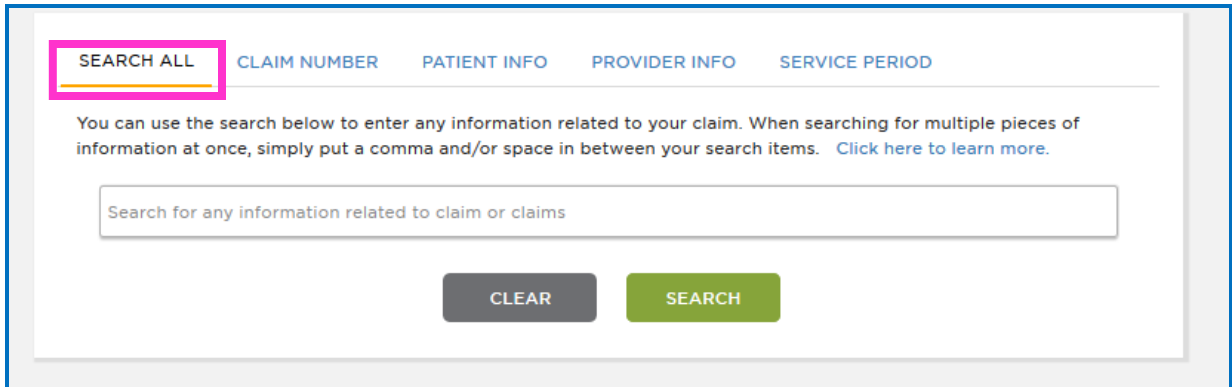 SEARCH ALL CLAIM NUMBER PATIENT INFO PROVIDER INFO SERVICE PERIOD
You can use the search below to enter any information related to your claim. When searching for multiple pieces of
information at once, simply put a comma and/or space in between your search items. Click here to learn more.
Search for any information related to claim or claims
CLEAR SEARCH